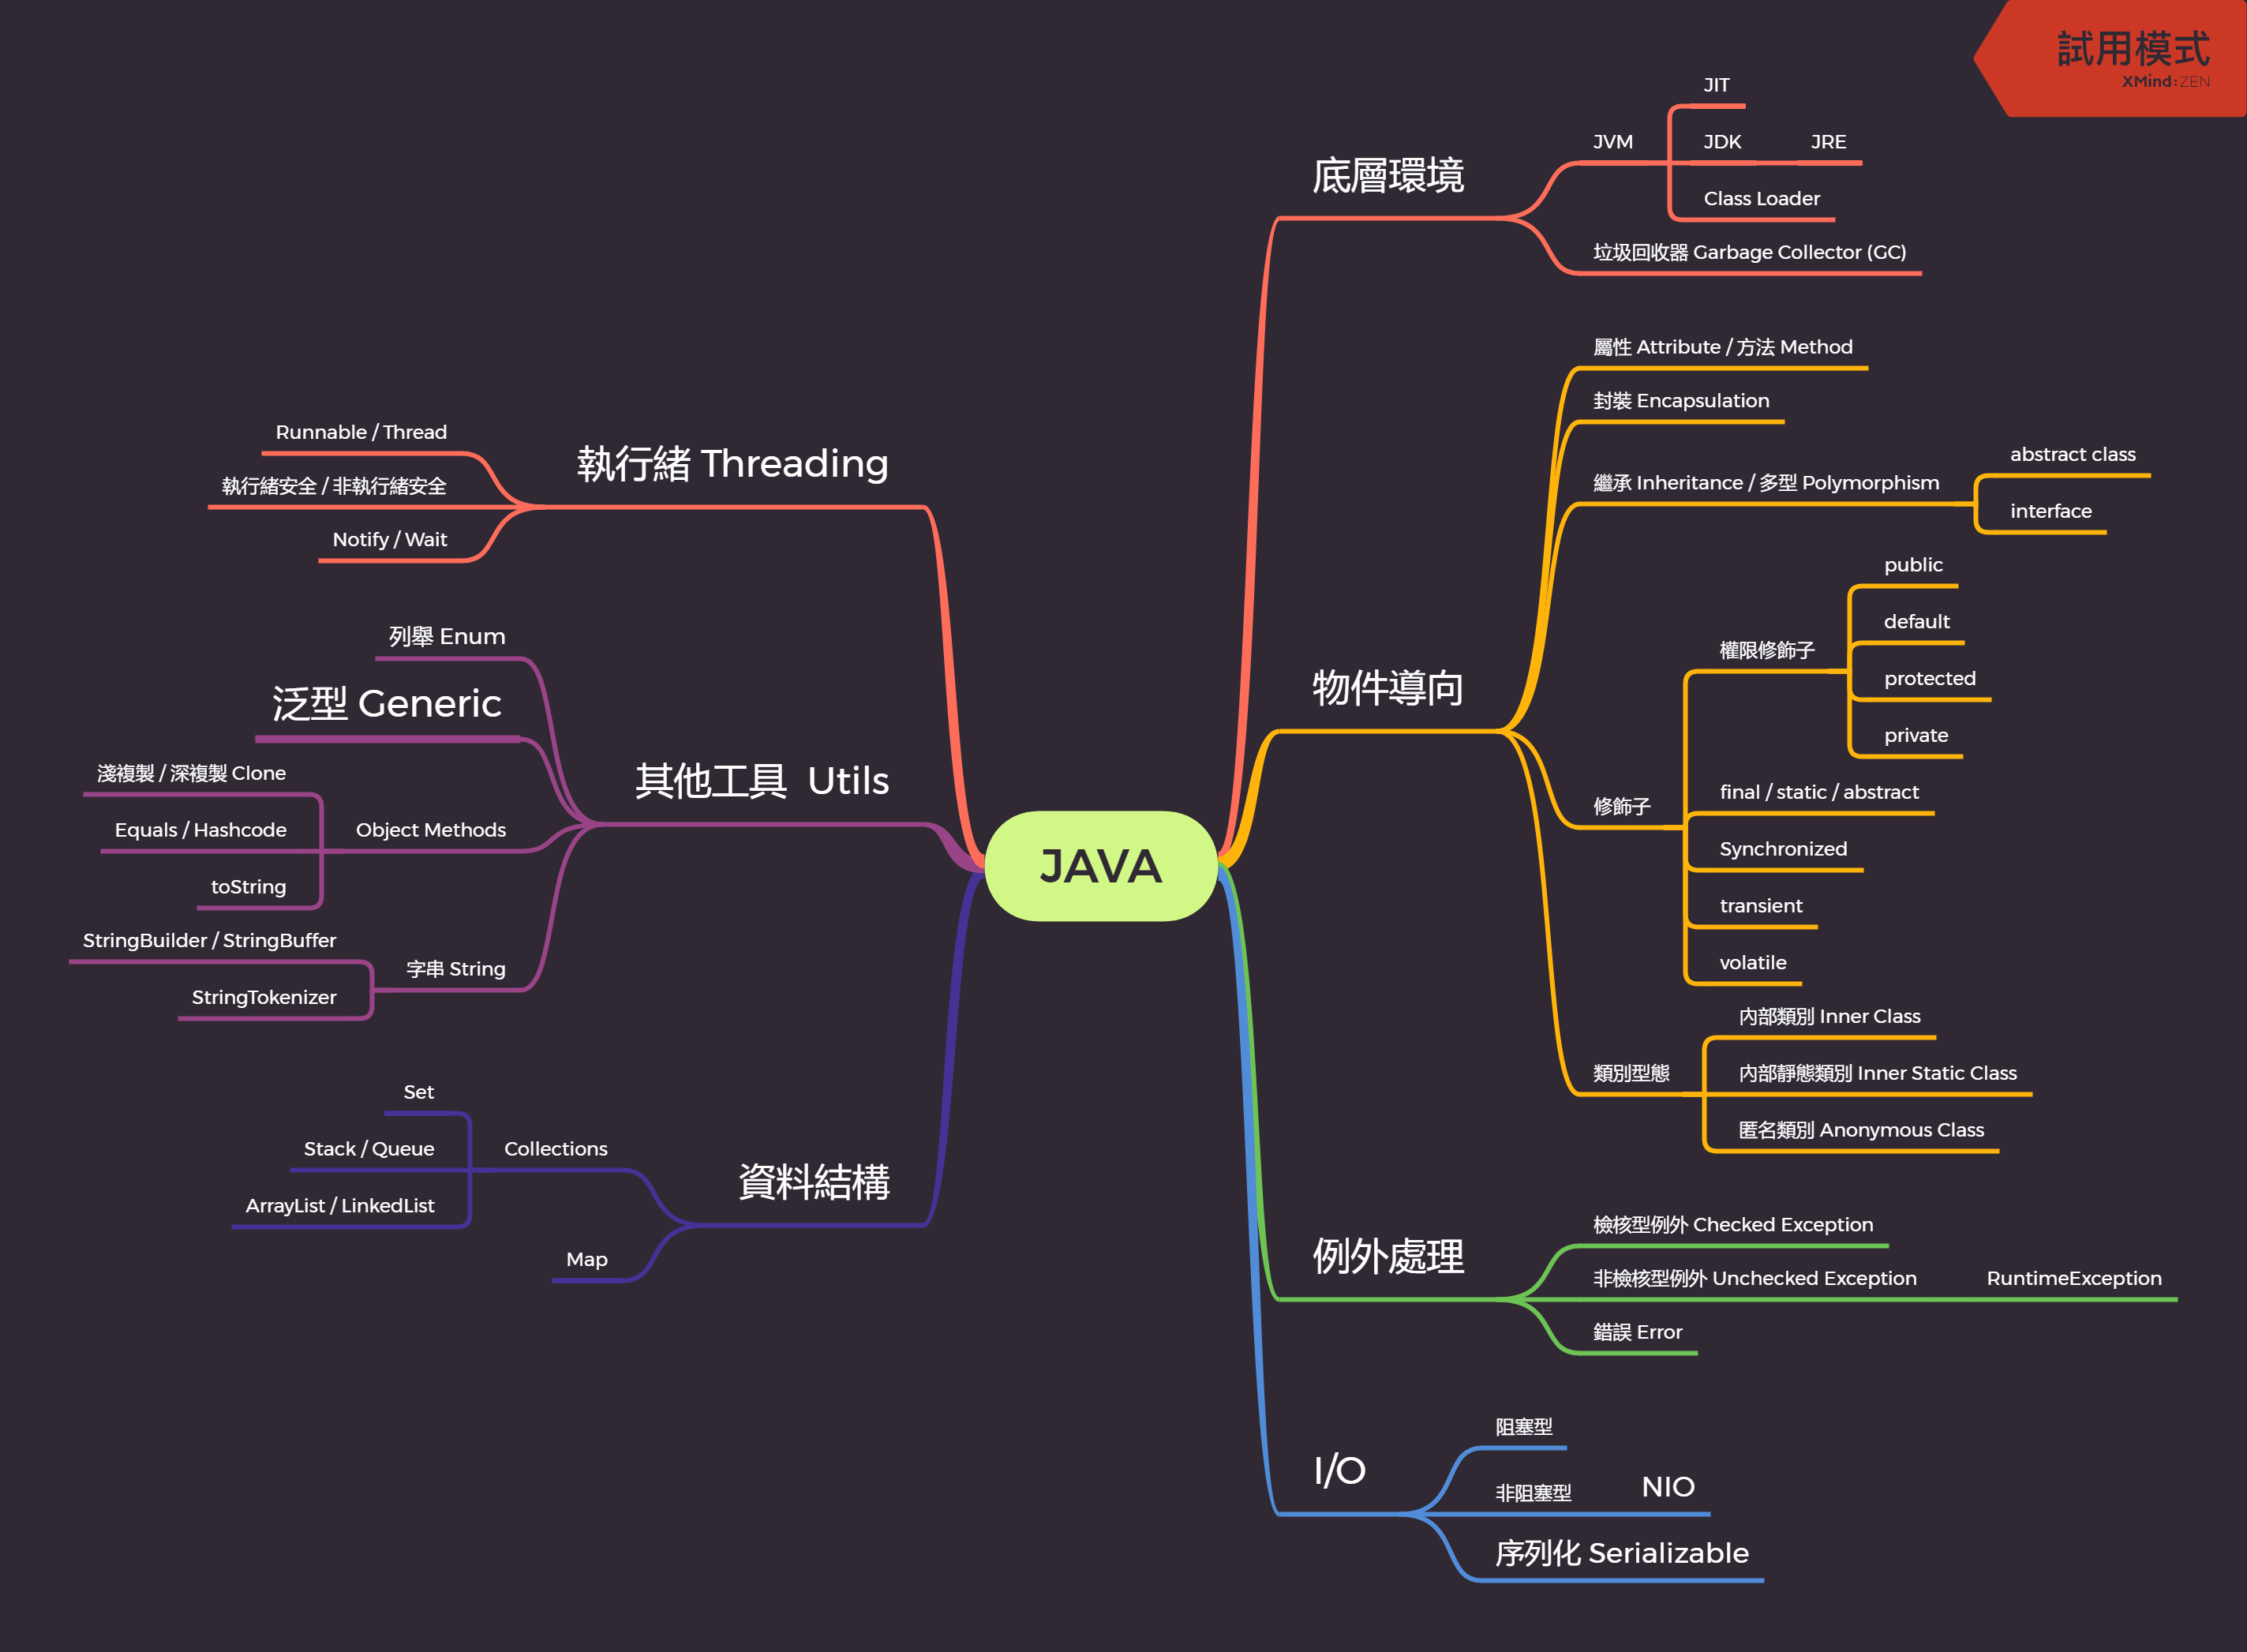 試用模式
XMind:ZEN
JAVA
底層環境
JVM
JIT
JDK
JRE
Class Loader
垃圾回收器 Garbage Collector (GC)
物件導向
屬性 Attribute / 方法 Method
封裝 Encapsulation
繼承 Inheritance / 多型 Polymorphism
abstract class
interface
修飾子
權限修飾子
public
default
protected
private
final / static / abstract
Synchronized
transient
volatile
類別型態
內部類別 Inner Class
內部靜態類別 Inner Static Class
匿名類別 Anonymous Class
例外處理
檢核型例外 Checked Exception
非檢核型例外 Unchecked Exception
RuntimeException
錯誤 Error
I/O
阻塞型
非阻塞型
NIO
序列化 Serializable
執行緒 Threading
Runnable / Thread
執行緒安全 / 非執行緒安全
Notify / Wait
其他工具 Utils
列舉 Enum
泛型 Generic
Object Methods
淺複製 / 深複製 Clone
Equals / Hashcode
toString
字串 String
StringBuilder / StringBuffer
StringTokenizer
資料結構
Collections
Set
Stack / Queue
ArrayList / LinkedList
Map